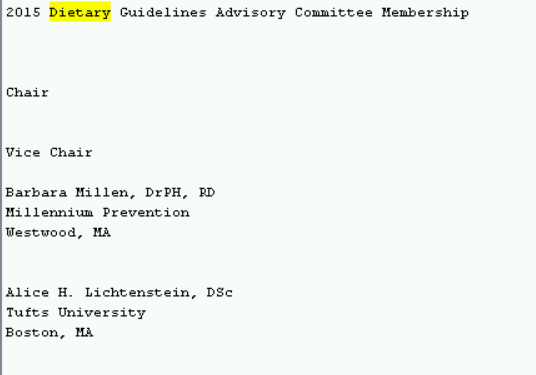 2015 Dietary Guidelines Advisory Committee Membership
Chair
Vice Chair
Barbara Millen, DrPH, RD
Millennium Prevention
Westwood, MA
Alice H. Lichtenstein, DSc
Tufts University
Boston, MA